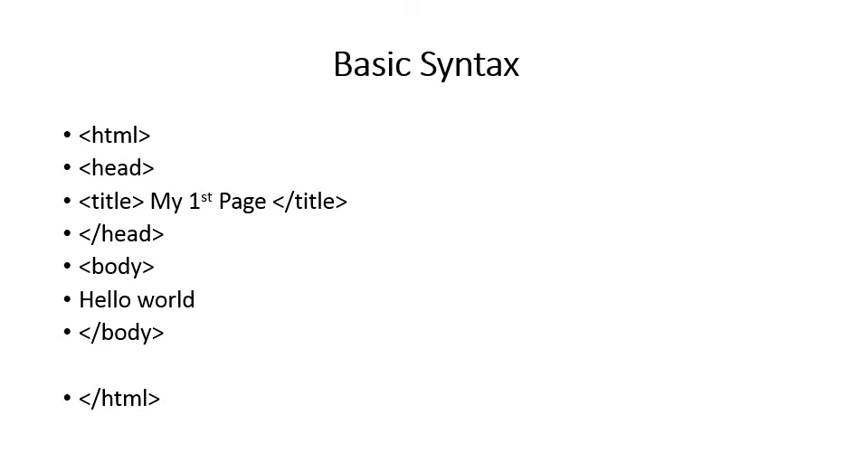 Basic Syntax
• <html>
• <head>
• <title> My 1st Page </title>
• </head>
• <body>
• Hello world
• </body>
• </html>